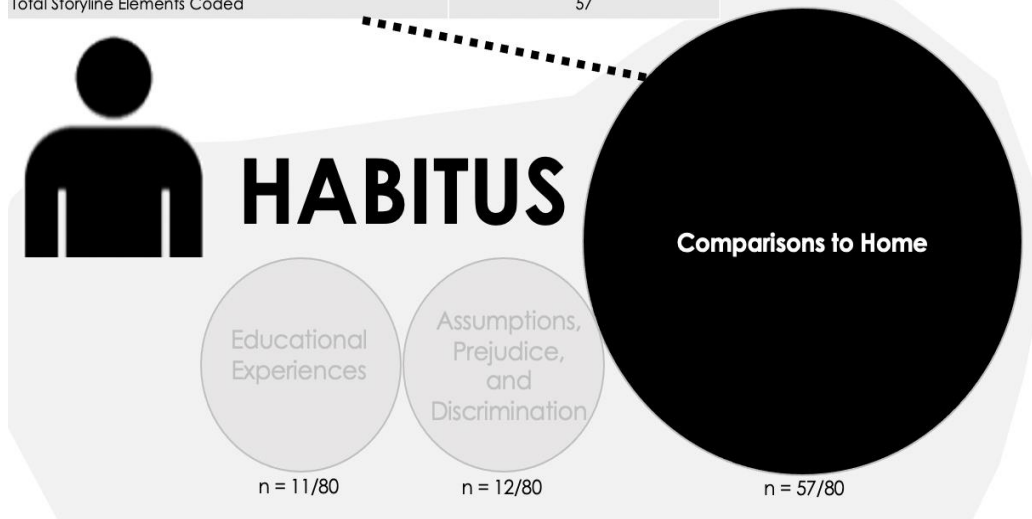 Total Storyline Elements Coded 57
HABITUS
Comparisons to Home
Educational
Experiences
Assumptions,
Prejudice,
and
Discrimination
n = 11/80
n = 12/80
n = 57/80